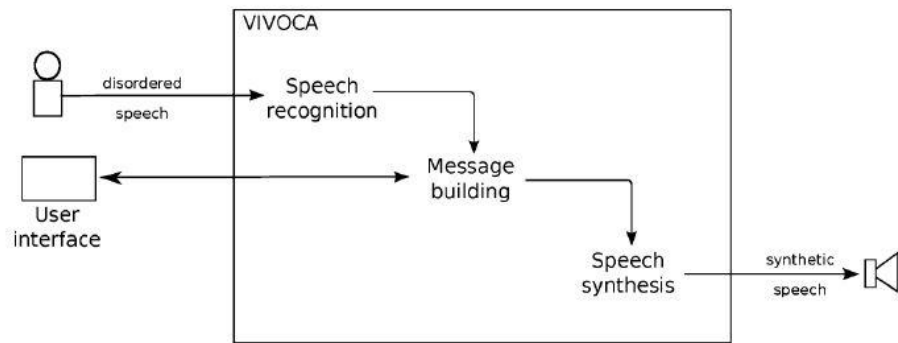 VIVOCA
disordered
speech
Speech
recognition
Message
building
User
interface
Speech
synthesis
synthetic
speech